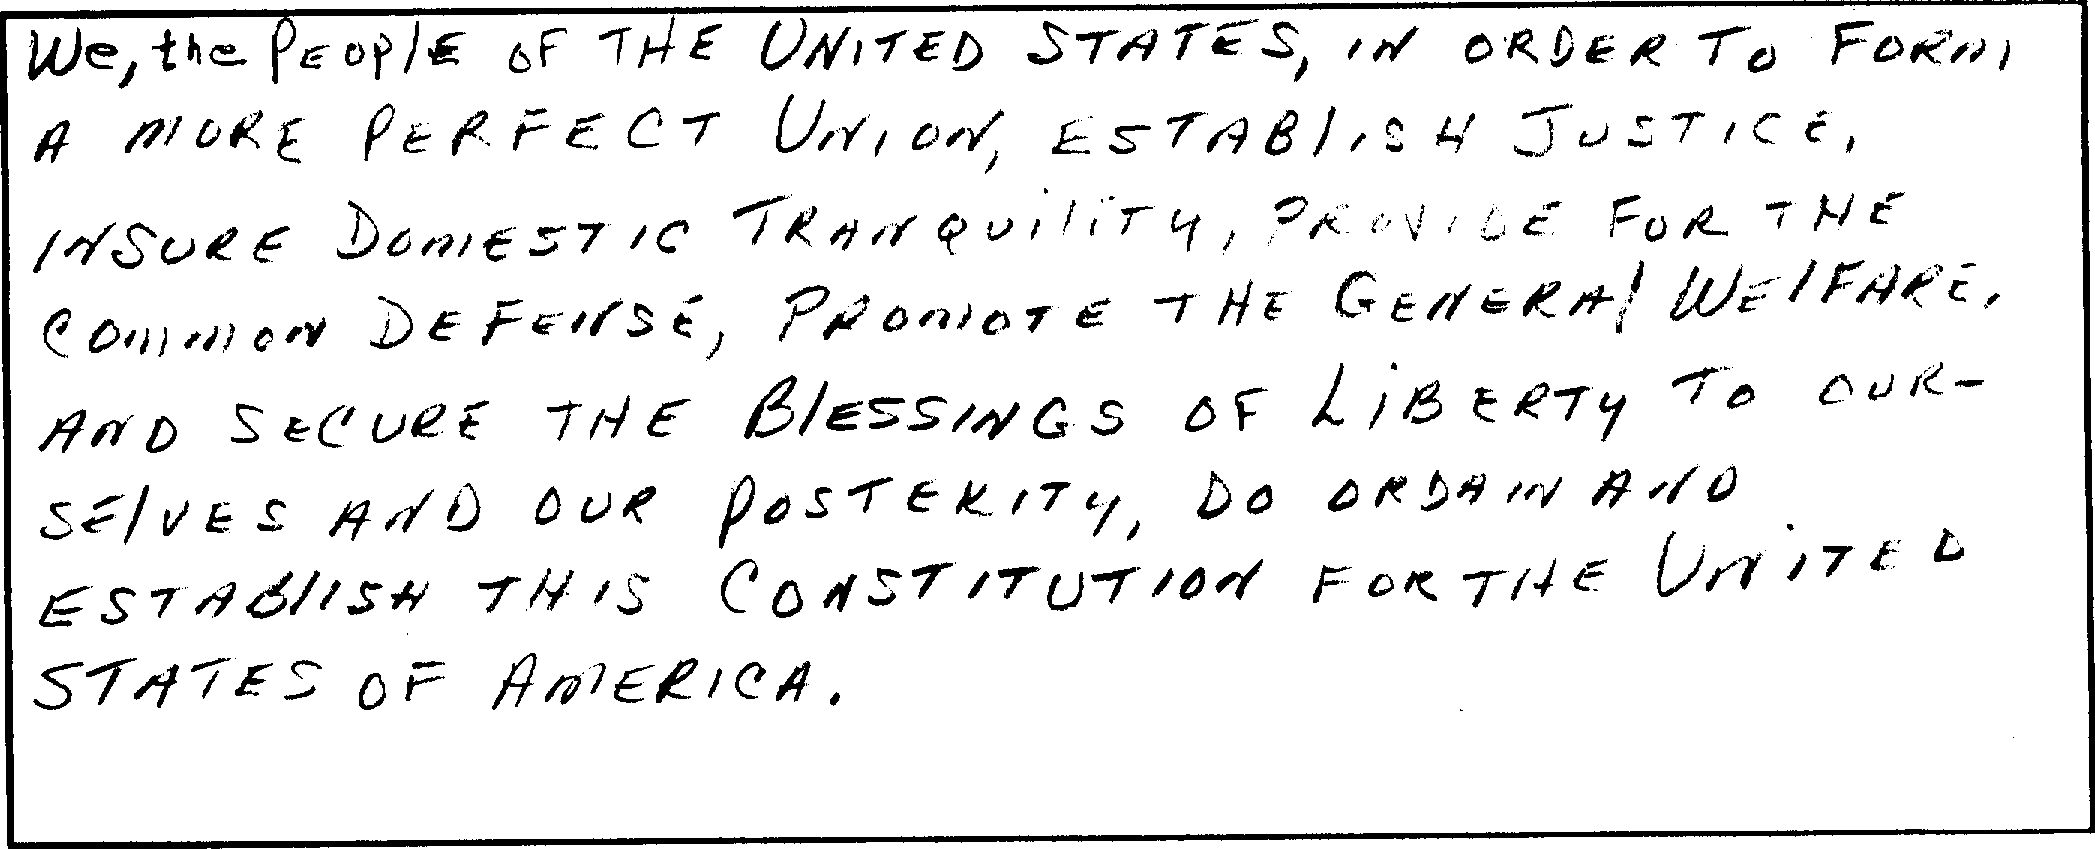 We, the PEOPlE OF THE UNITED STATES, IN ORDER TO FORM
A MORE PERFECT UNION, ESTABlISH JUSTICE,
INSURE DOMESTIC TRANQUiliTY, PROVIDE FOR THE
COMMON DEFENSE, PROMOTE THE GENERAl WElFARE,
AND SECURE THE BlESSINGS OF LiBERTY TO OUR-
SElVES AND OUR POSTERITY, DO ORDAIN AND
ESTABlISH THIS CONSTITUTION FOR THE UNiTED
STATES OF AMERICA.